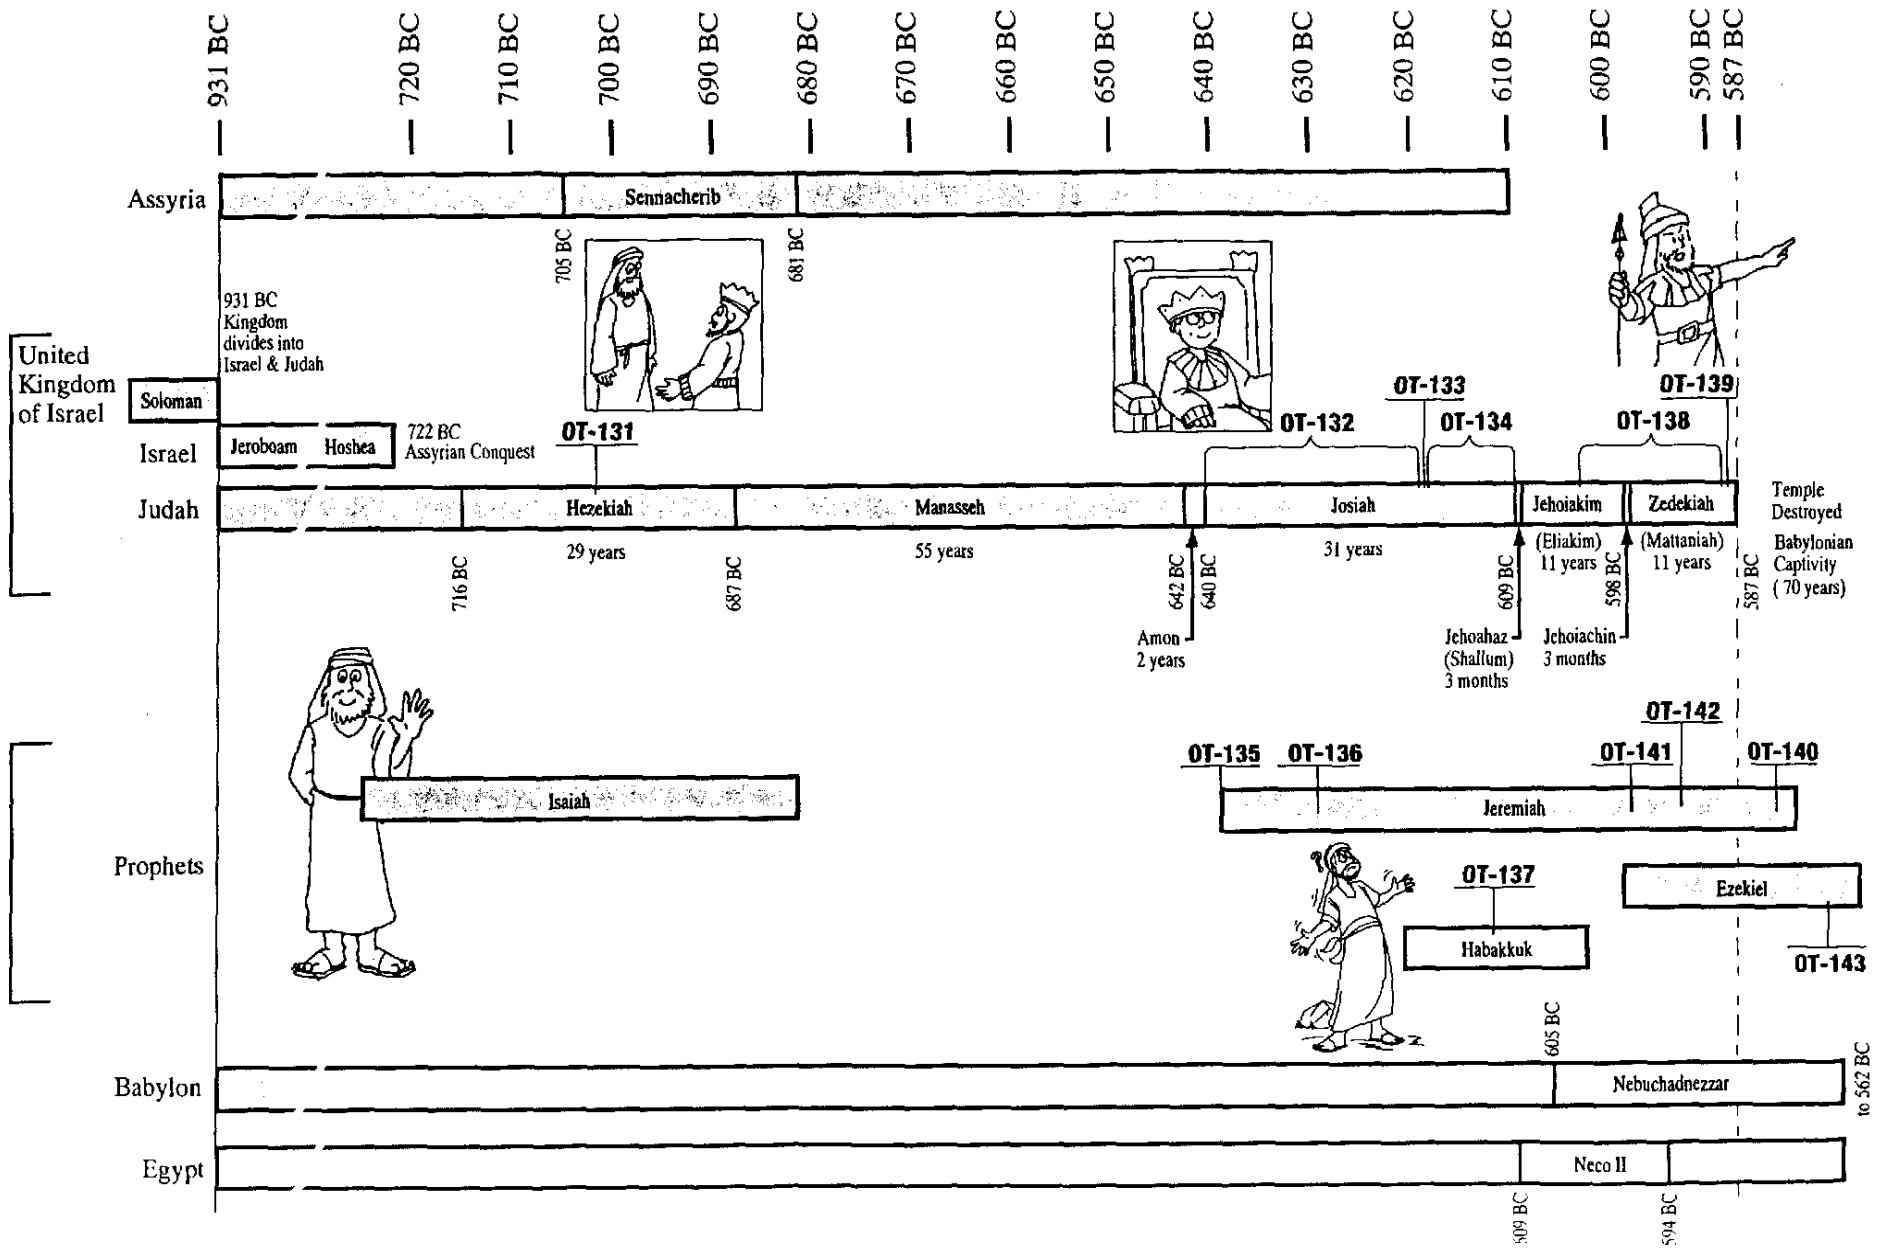 931 BC
720 BC
710 BC
700 BC
690 BC
680 BC
670 BC
660 BC
650 BC
640 BC
630 BC
620 BC
610 BC
600 BC
590 BC
587 BC
Assyria
Sennacherib
705 BC
681 BC
931 BC
Kingdom
divides into
Israel & Judah
United
Kingdom
of Israel
Soloman
Israel
Jeroboam
Hoshea
722 BC
Assyrian Conquest
OT-131
OT-132
OT-133
OT-134
OT-138
OT-139
Judah
Hezekiah
Manasseh
Josiah
Jehoiakim
Zedekiah
Temple
Destroyed
29 years
55 years
31 years
(Eliakim)
11 years
(Mattaniah)
11 years
Babylonian
Captivity
( 70 years)
716 BC
687 BC
642 BC
640 BC
609 BC
598 BC
587 BC
Amon
2 years
Jehoahaz
(Shallum)
3 months
Jehoiachin
3 months
Prophets
Isaiah
OT-135
OT-136
OT-141
OT-142
OT-140
Jeremiah
Ezekiel
OT-143
OT-137
Habakkuk
?
Babylon
605 BC
Nebuchadnezzar
to 562 BC
Egypt
Neco II
609 BC
594 BC